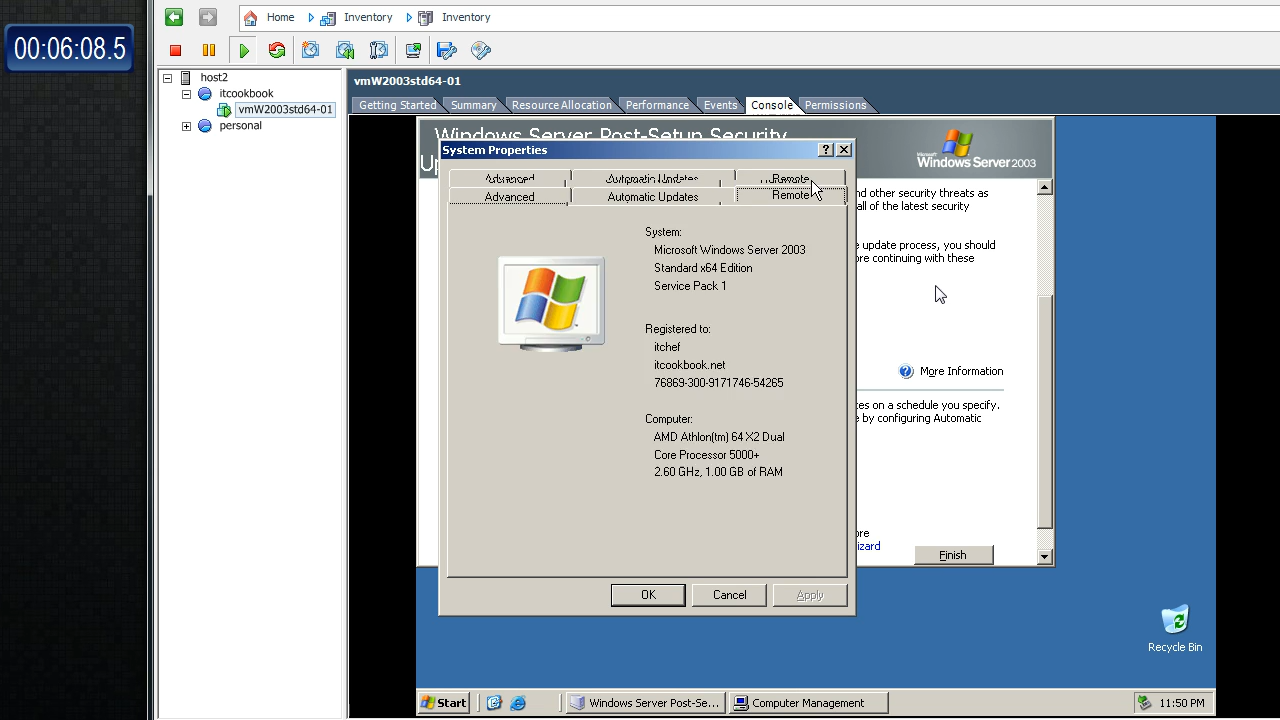 00:06:08.5
Home
Inventory
Inventory
host2
itcookbook
vmW2003std64-01
personal
vmW2003std64-01
Getting Started
Summary
Resource Allocation
Performance
Events
Console
Permissions
Windows Server Post-Setup Security
Microsoft
Windows Server 2003
System Properties
Advanced
Automatic Updates
Remote
Advanced
Automatic Updates
Remote
System:
Microsoft Windows Server 2003
Standard x64 Edition
Service Pack 1
Registered to:
itchef
itcookbook.net
76869-300-9171746-54265
Computer:
AMD Athlon(tm) 64 X2 Dual
Core Processor 5000+
2.60 GHz, 1.00 GB of RAM
OK
Cancel
Apply
other security threats as
all of the latest security
update process, you should
continuing with these
More Information
on a schedule you specify.
by configuring Automatic
Finish
Recycle Bin
Start
Windows Server Post-Se...
Computer Management
11:50 PM